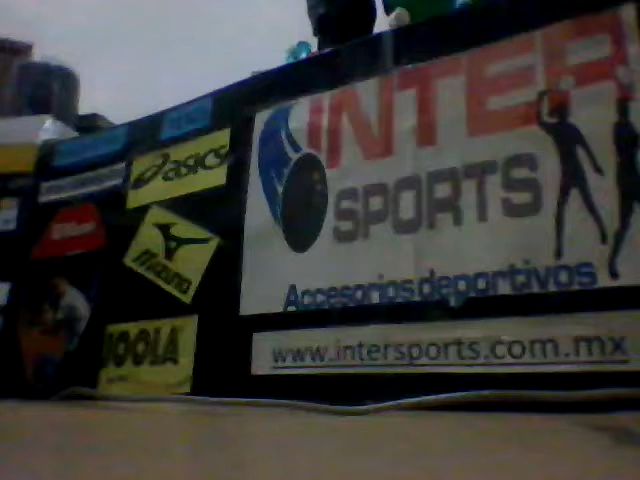 asics
Mizuno
Wilson
JOOLA
INTER
SPORTS
Accesorios deportivos
www.intersports.com.mx